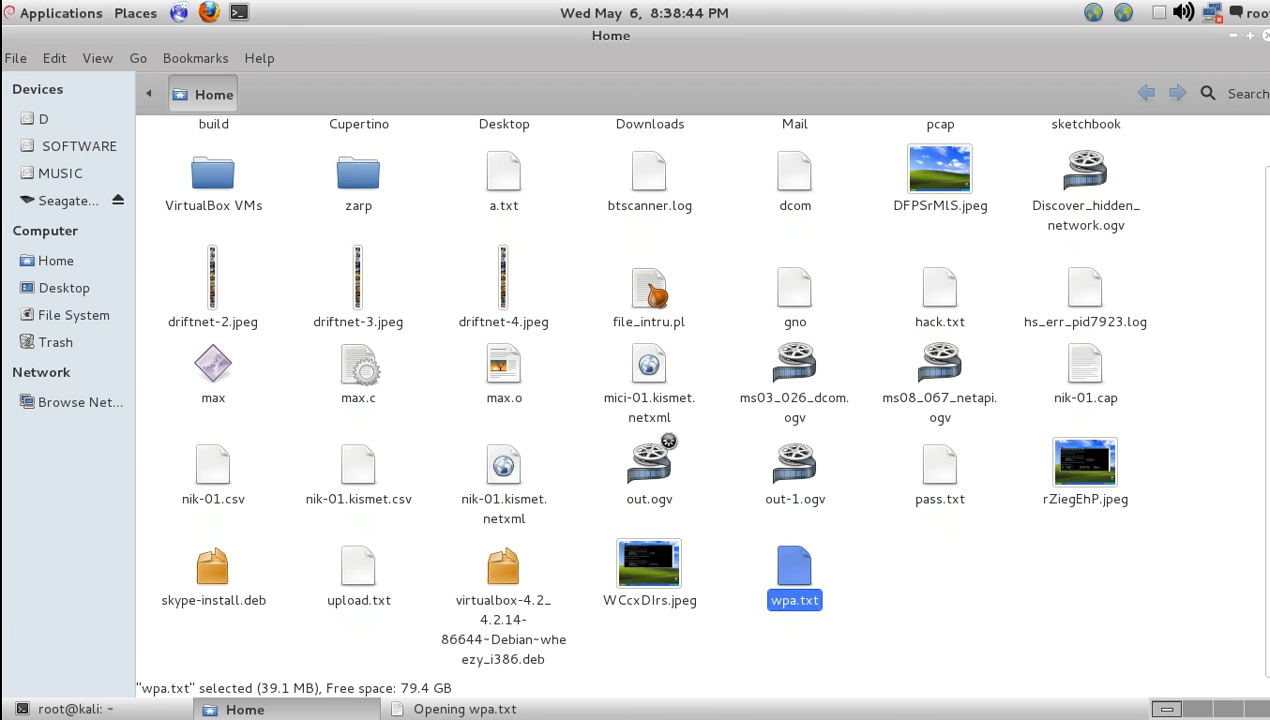 Applications Places Wed May 6, 8:38:44 PM roo
Home
File Edit View Go Bookmarks Help
Devices
D
SOFTWARE
MUSIC
Seagate...
Computer
Home
Desktop
File System
Trash
Network
Browse Net...
Home Search
build Cupertino Desktop Downloads Mail pcap sketchbook
VirtualBox VMs zarp a.txt btscanner.log dcom DFPSrMlS.jpeg Discover_hidden_
network.ogv
driftnet-2.jpeg driftnet-3.jpeg driftnet-4.jpeg file_intru.pl gno hack.txt hs_err_pid7923.log
max max.c max.o mici-01.kismet. ms03_026_dcom. ms08_067_netapi. nik-01.cap
netxml ogv ogv
nik-01.csv nik-01.kismet.csv nik-01.kismet. out.ogv out-1.ogv pass.txt rZiegEhP.jpeg
netxml
skype-install.deb upload.txt virtualbox-4.2_ WCcxDIrs.jpeg wpa.txt
4.2.14-
86644~Debian~whe
ezy_i386.deb
"wpa.txt" selected (39.1 MB), Free space: 79.4 GB
root@kali: ~ Home Opening wpa.txt